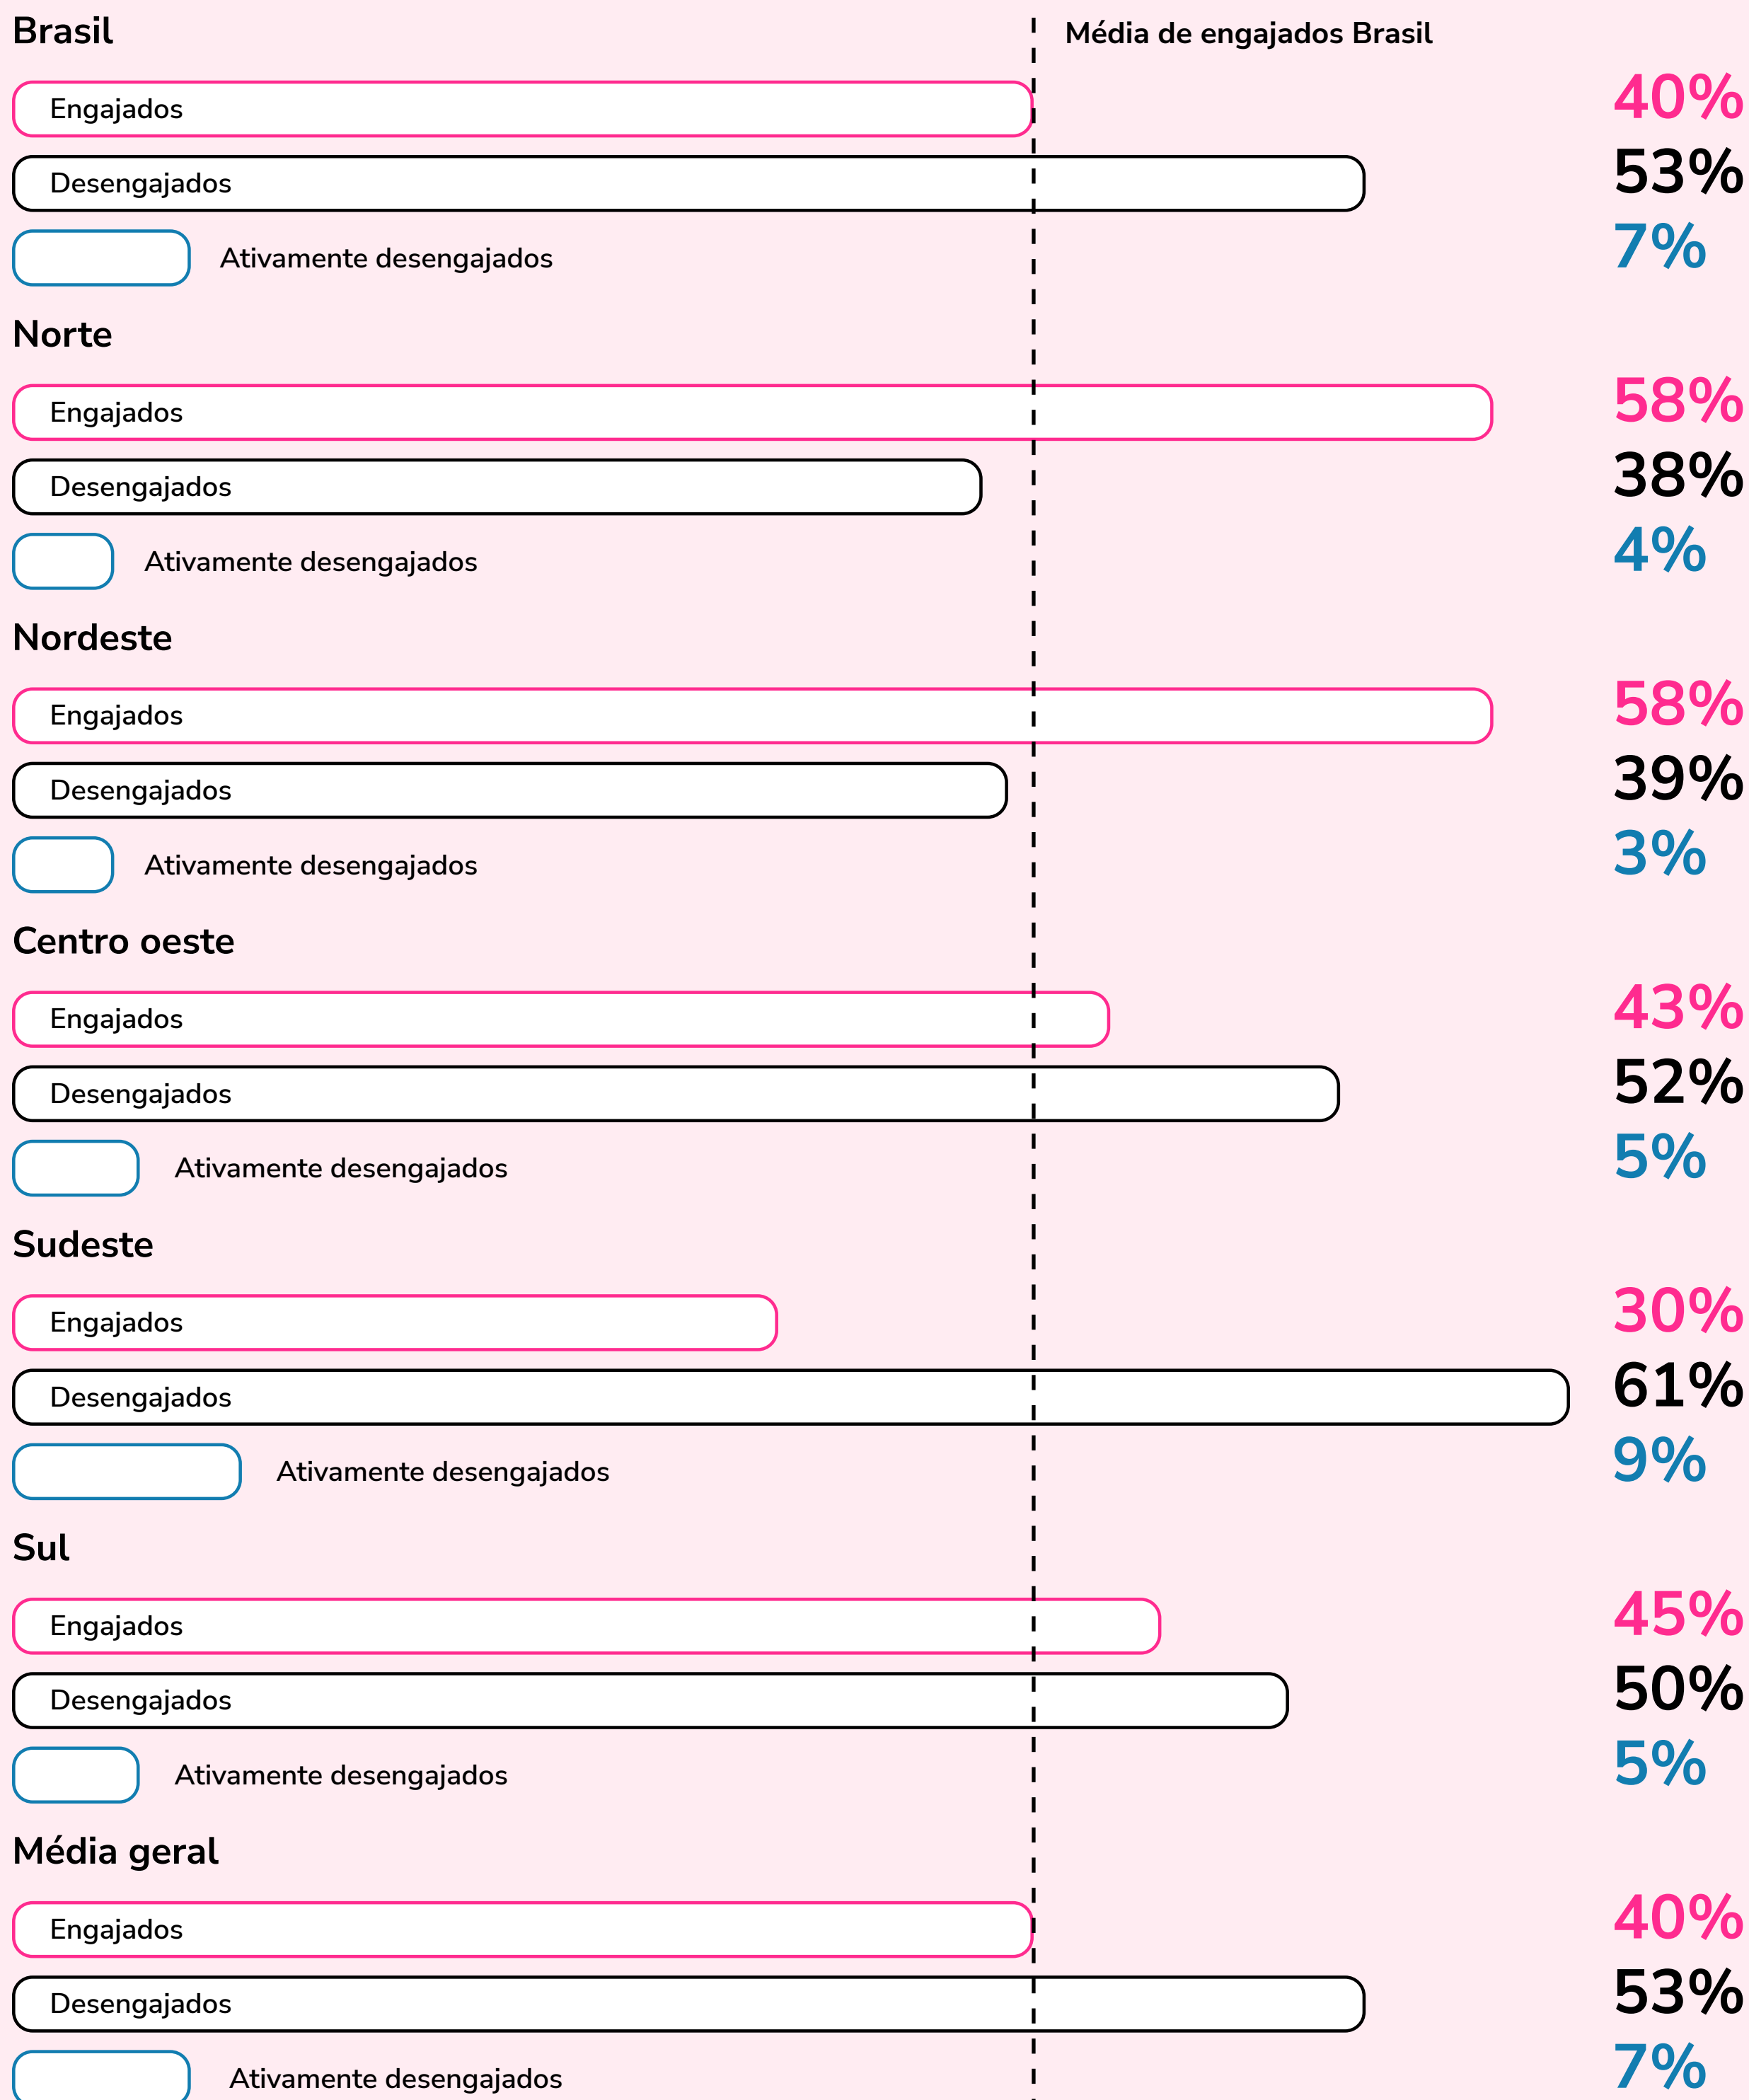 Brasil
Média de engajados Brasil
Engajados 40%
Desengajados 53%
Ativamente desengajados 7%
Norte
Engajados 58%
Desengajados 38%
Ativamente desengajados 4%
Nordeste
Engajados 58%
Desengajados 39%
Ativamente desengajados 3%
Centro oeste
Engajados 43%
Desengajados 52%
Ativamente desengajados 5%
Sudeste
Engajados 30%
Desengajados 61%
Ativamente desengajados 9%
Sul
Engajados 45%
Desengajados 50%
Ativamente desengajados 5%
Média geral
Engajados 40%
Desengajados 53%
Ativamente desengajados 7%